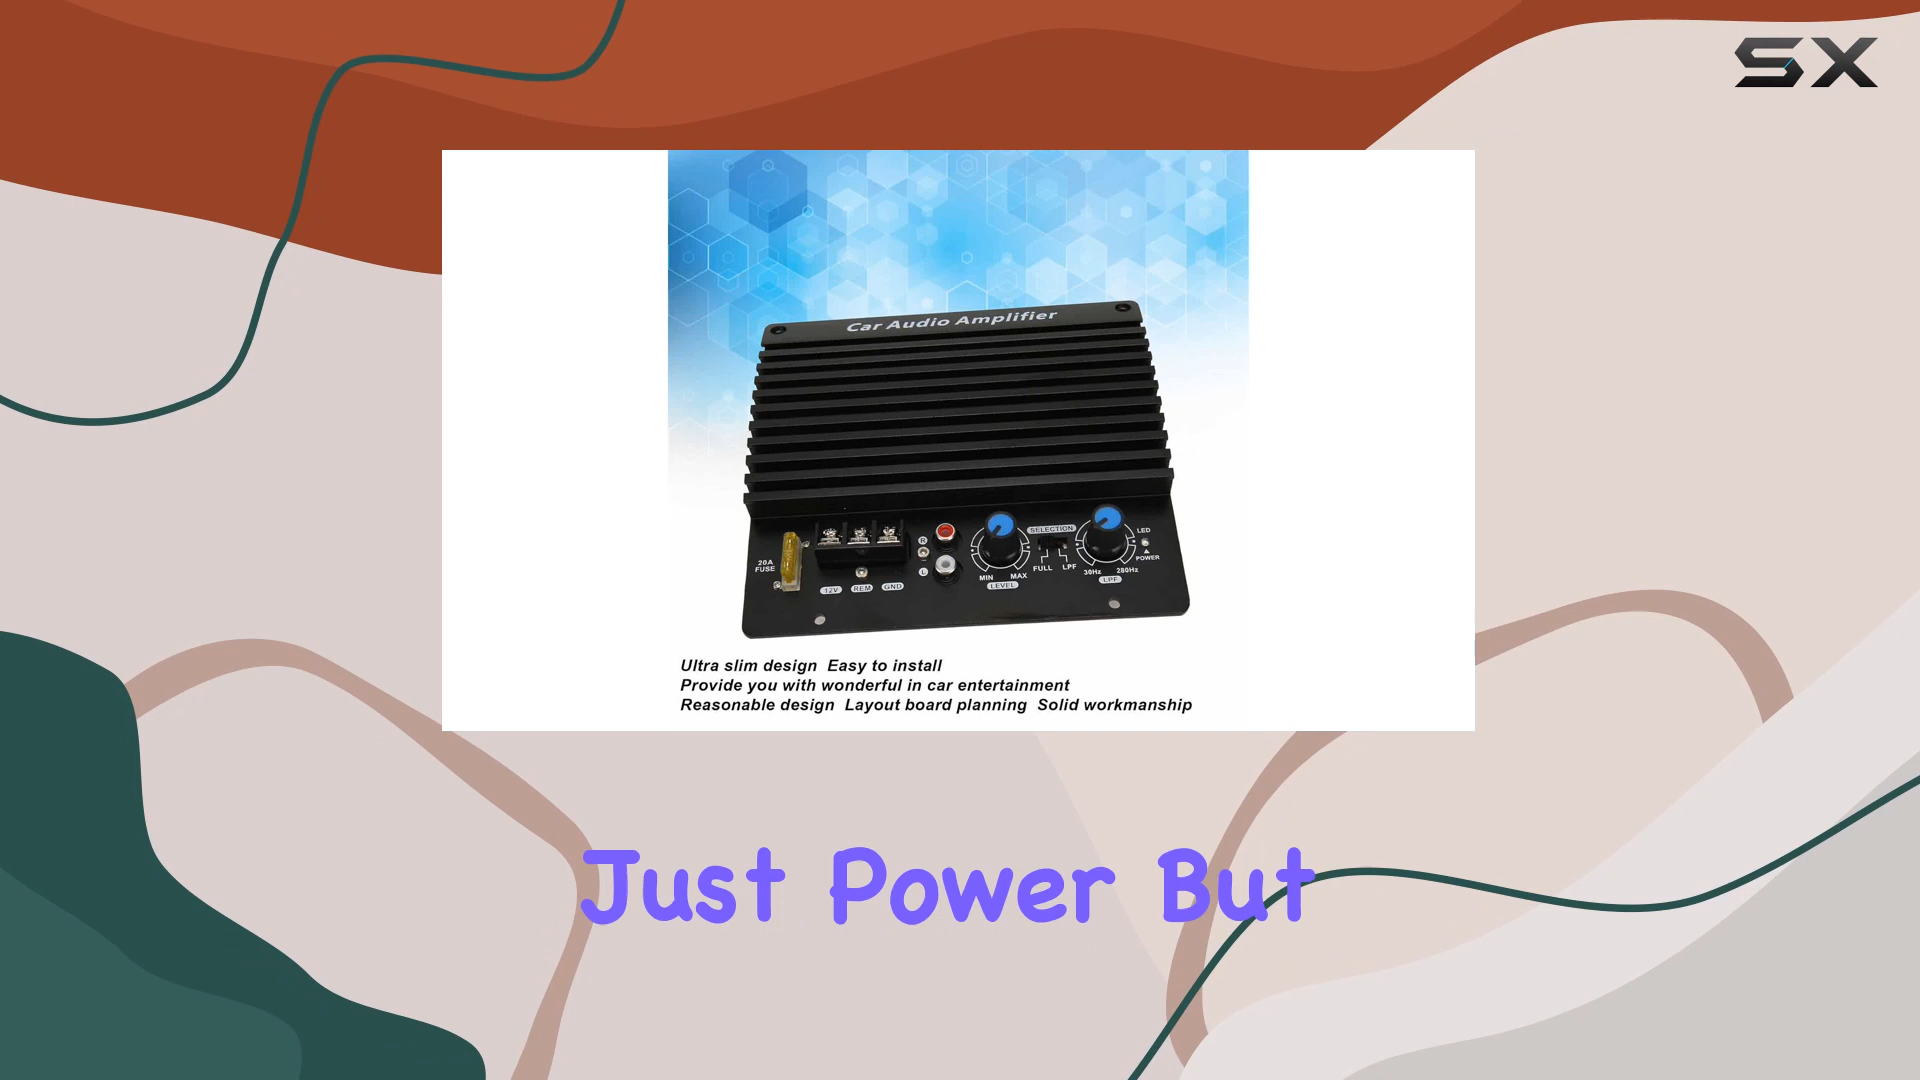 SX
Car Audio Amplifier
20A
FUSE
12V REM GND
R
L
MIN MAX
LEVEL
SELECTION
FULL LPF
30Hz 280Hz
LPF
LED
POWER
Ultra slim design Easy to install
Provide you with wonderful in car entertainment
Reasonable design Layout board planning Solid workmanship
Just Power But